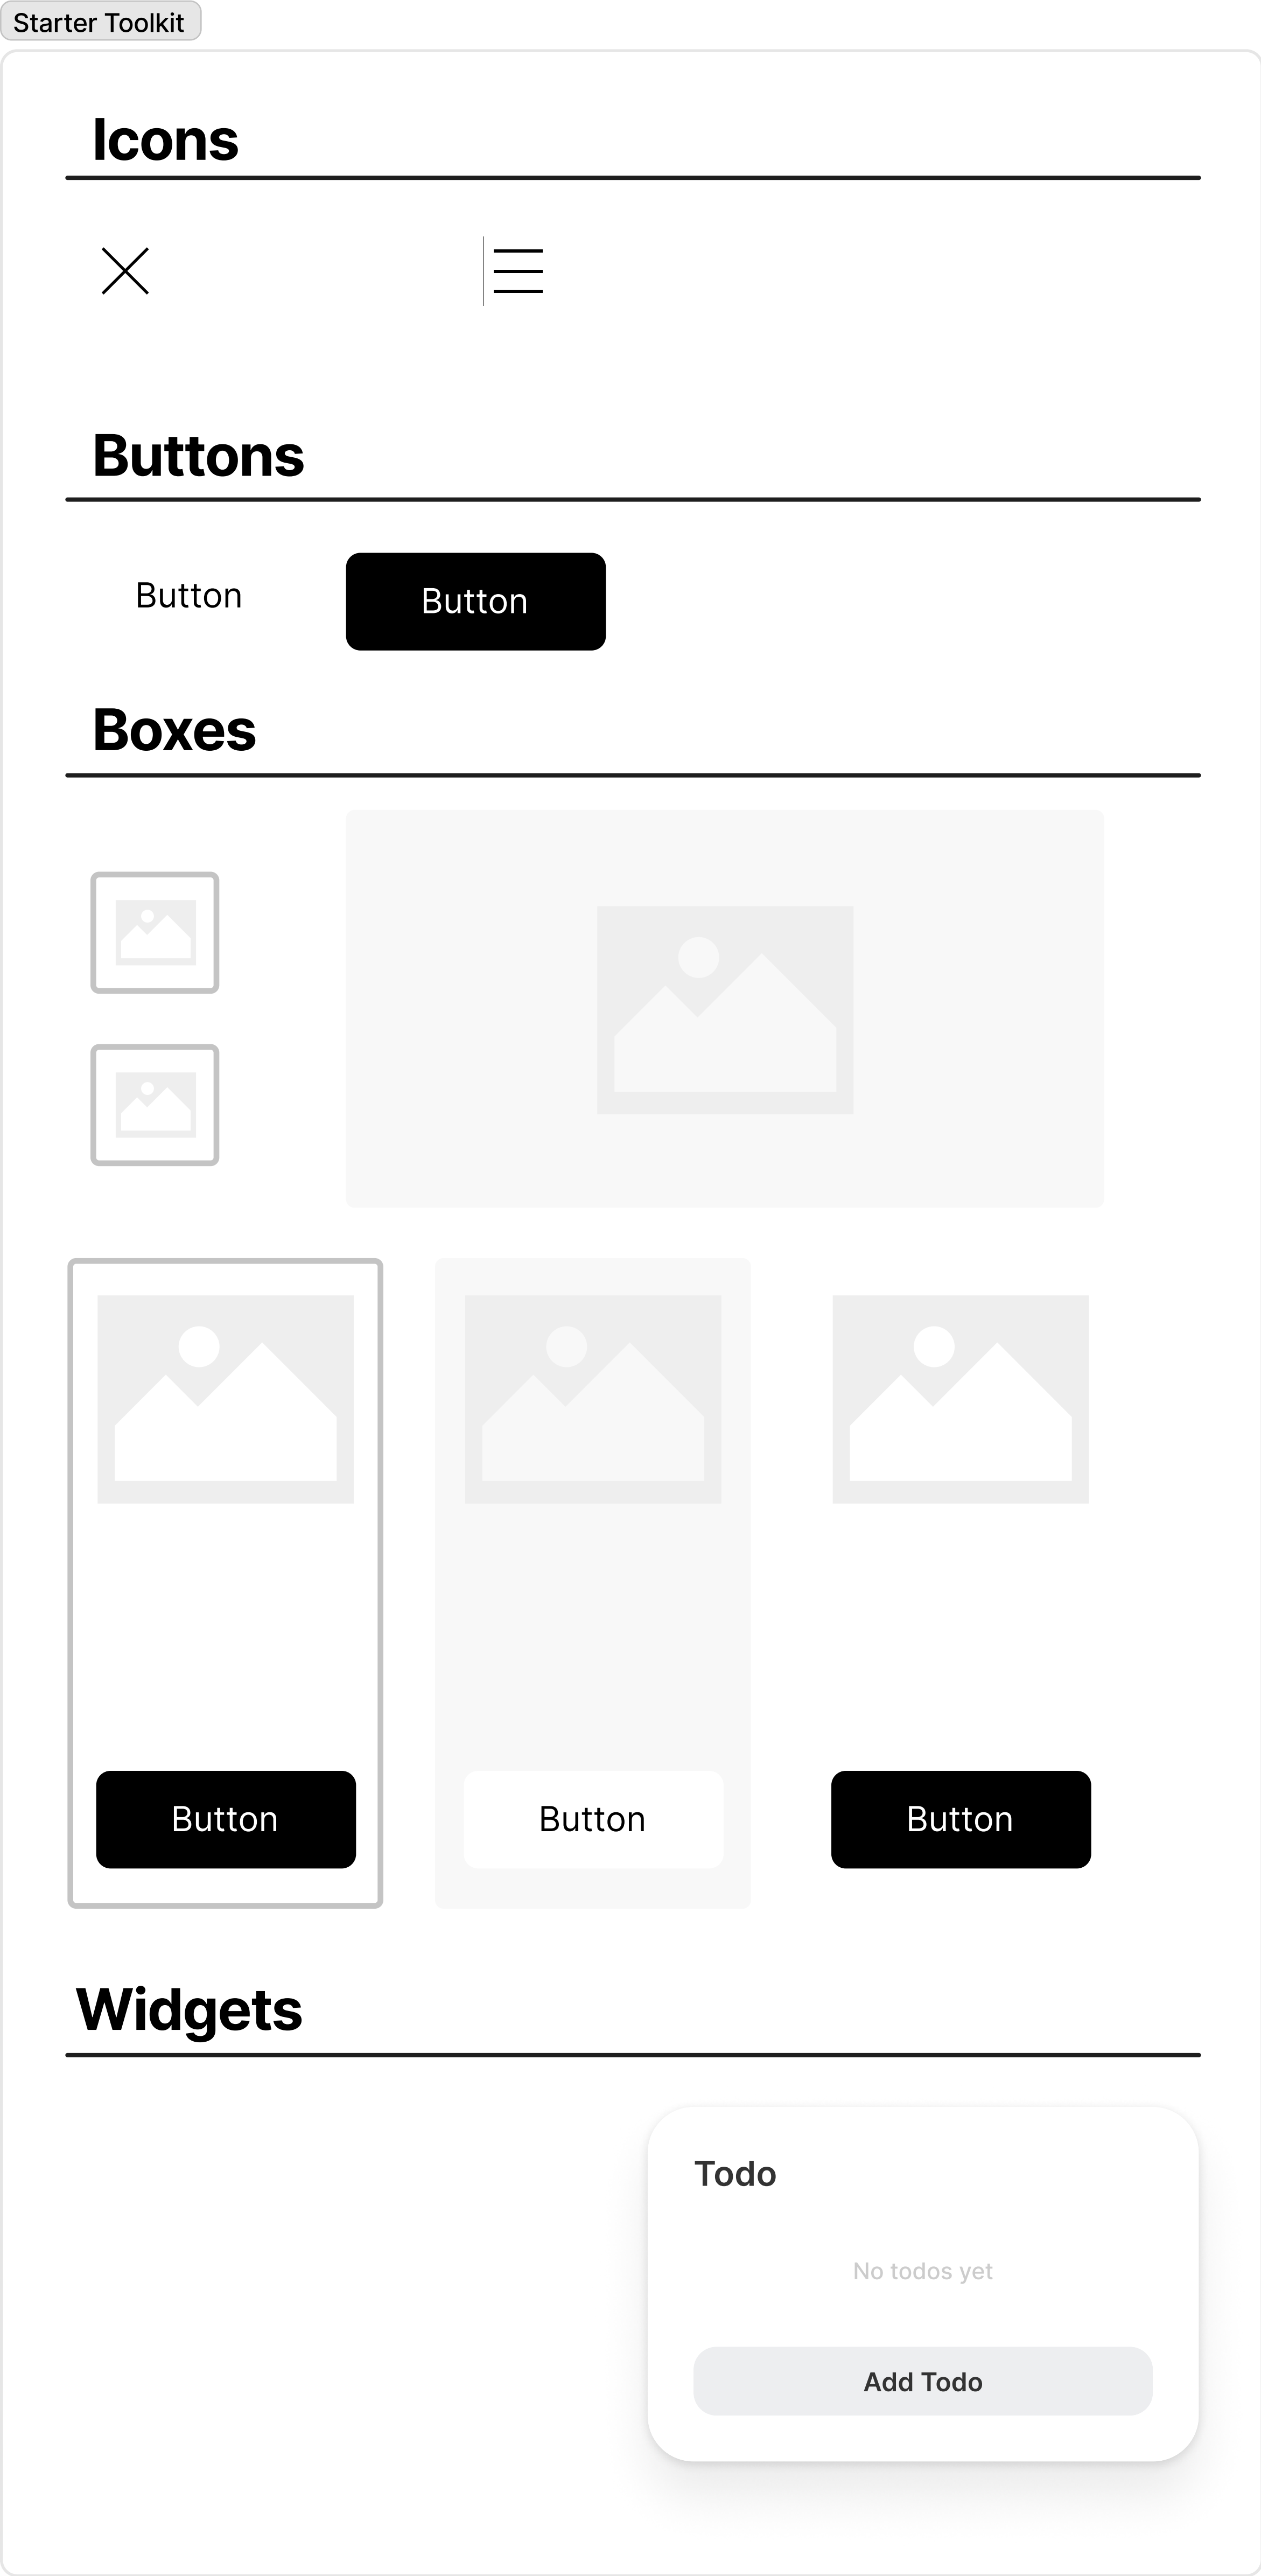 Starter Toolkit
Icons
Buttons
Button
Button
Boxes
Button
Button
Button
Widgets
Todo
No todos yet
Add Todo